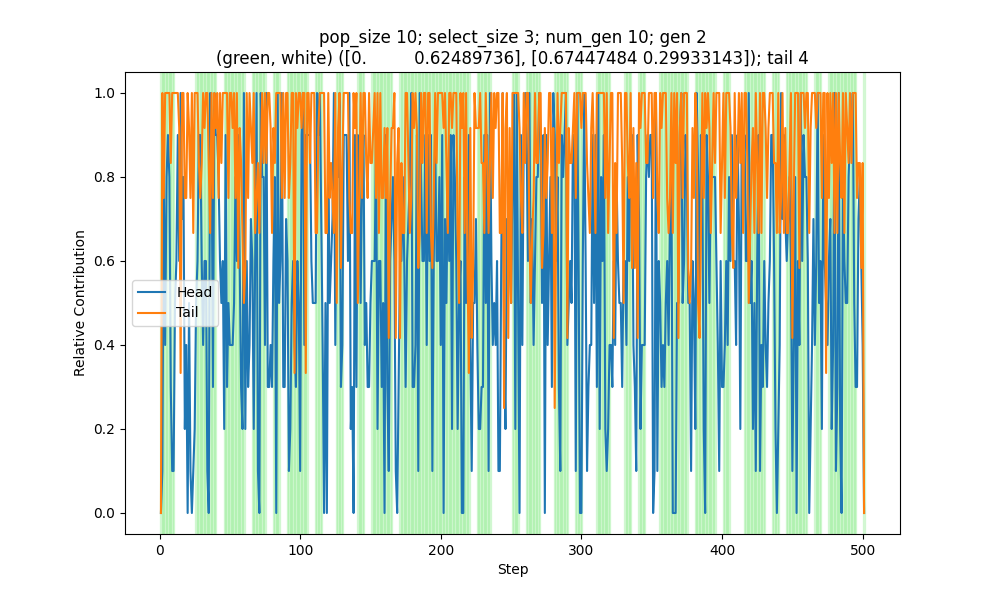 pop_size 10; select_size 3; num_gen 10; gen 2
(green, white) ([0.         0.62489736], [0.67447484 0.29933143]); tail 4
1.0
0.8
0.6
0.4
0.2
0.0
Relative Contribution
Head
Tail
0
100
200
300
400
500
Step